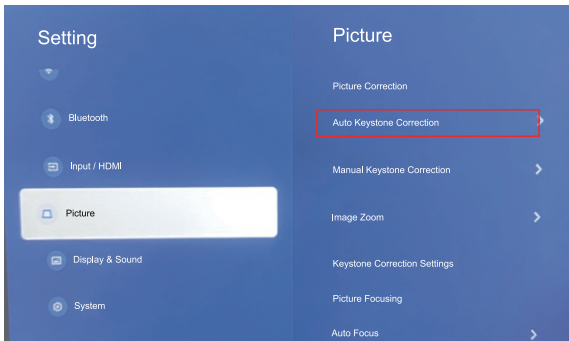 Setting
Bluetooth
Input / HDMI
Picture
Display & Sound
System
Picture
Picture Correction
Auto Keystone Correction
Manual Keystone Correction
Image Zoom
Keystone Correction Settings
Picture Focusing
Auto Focus